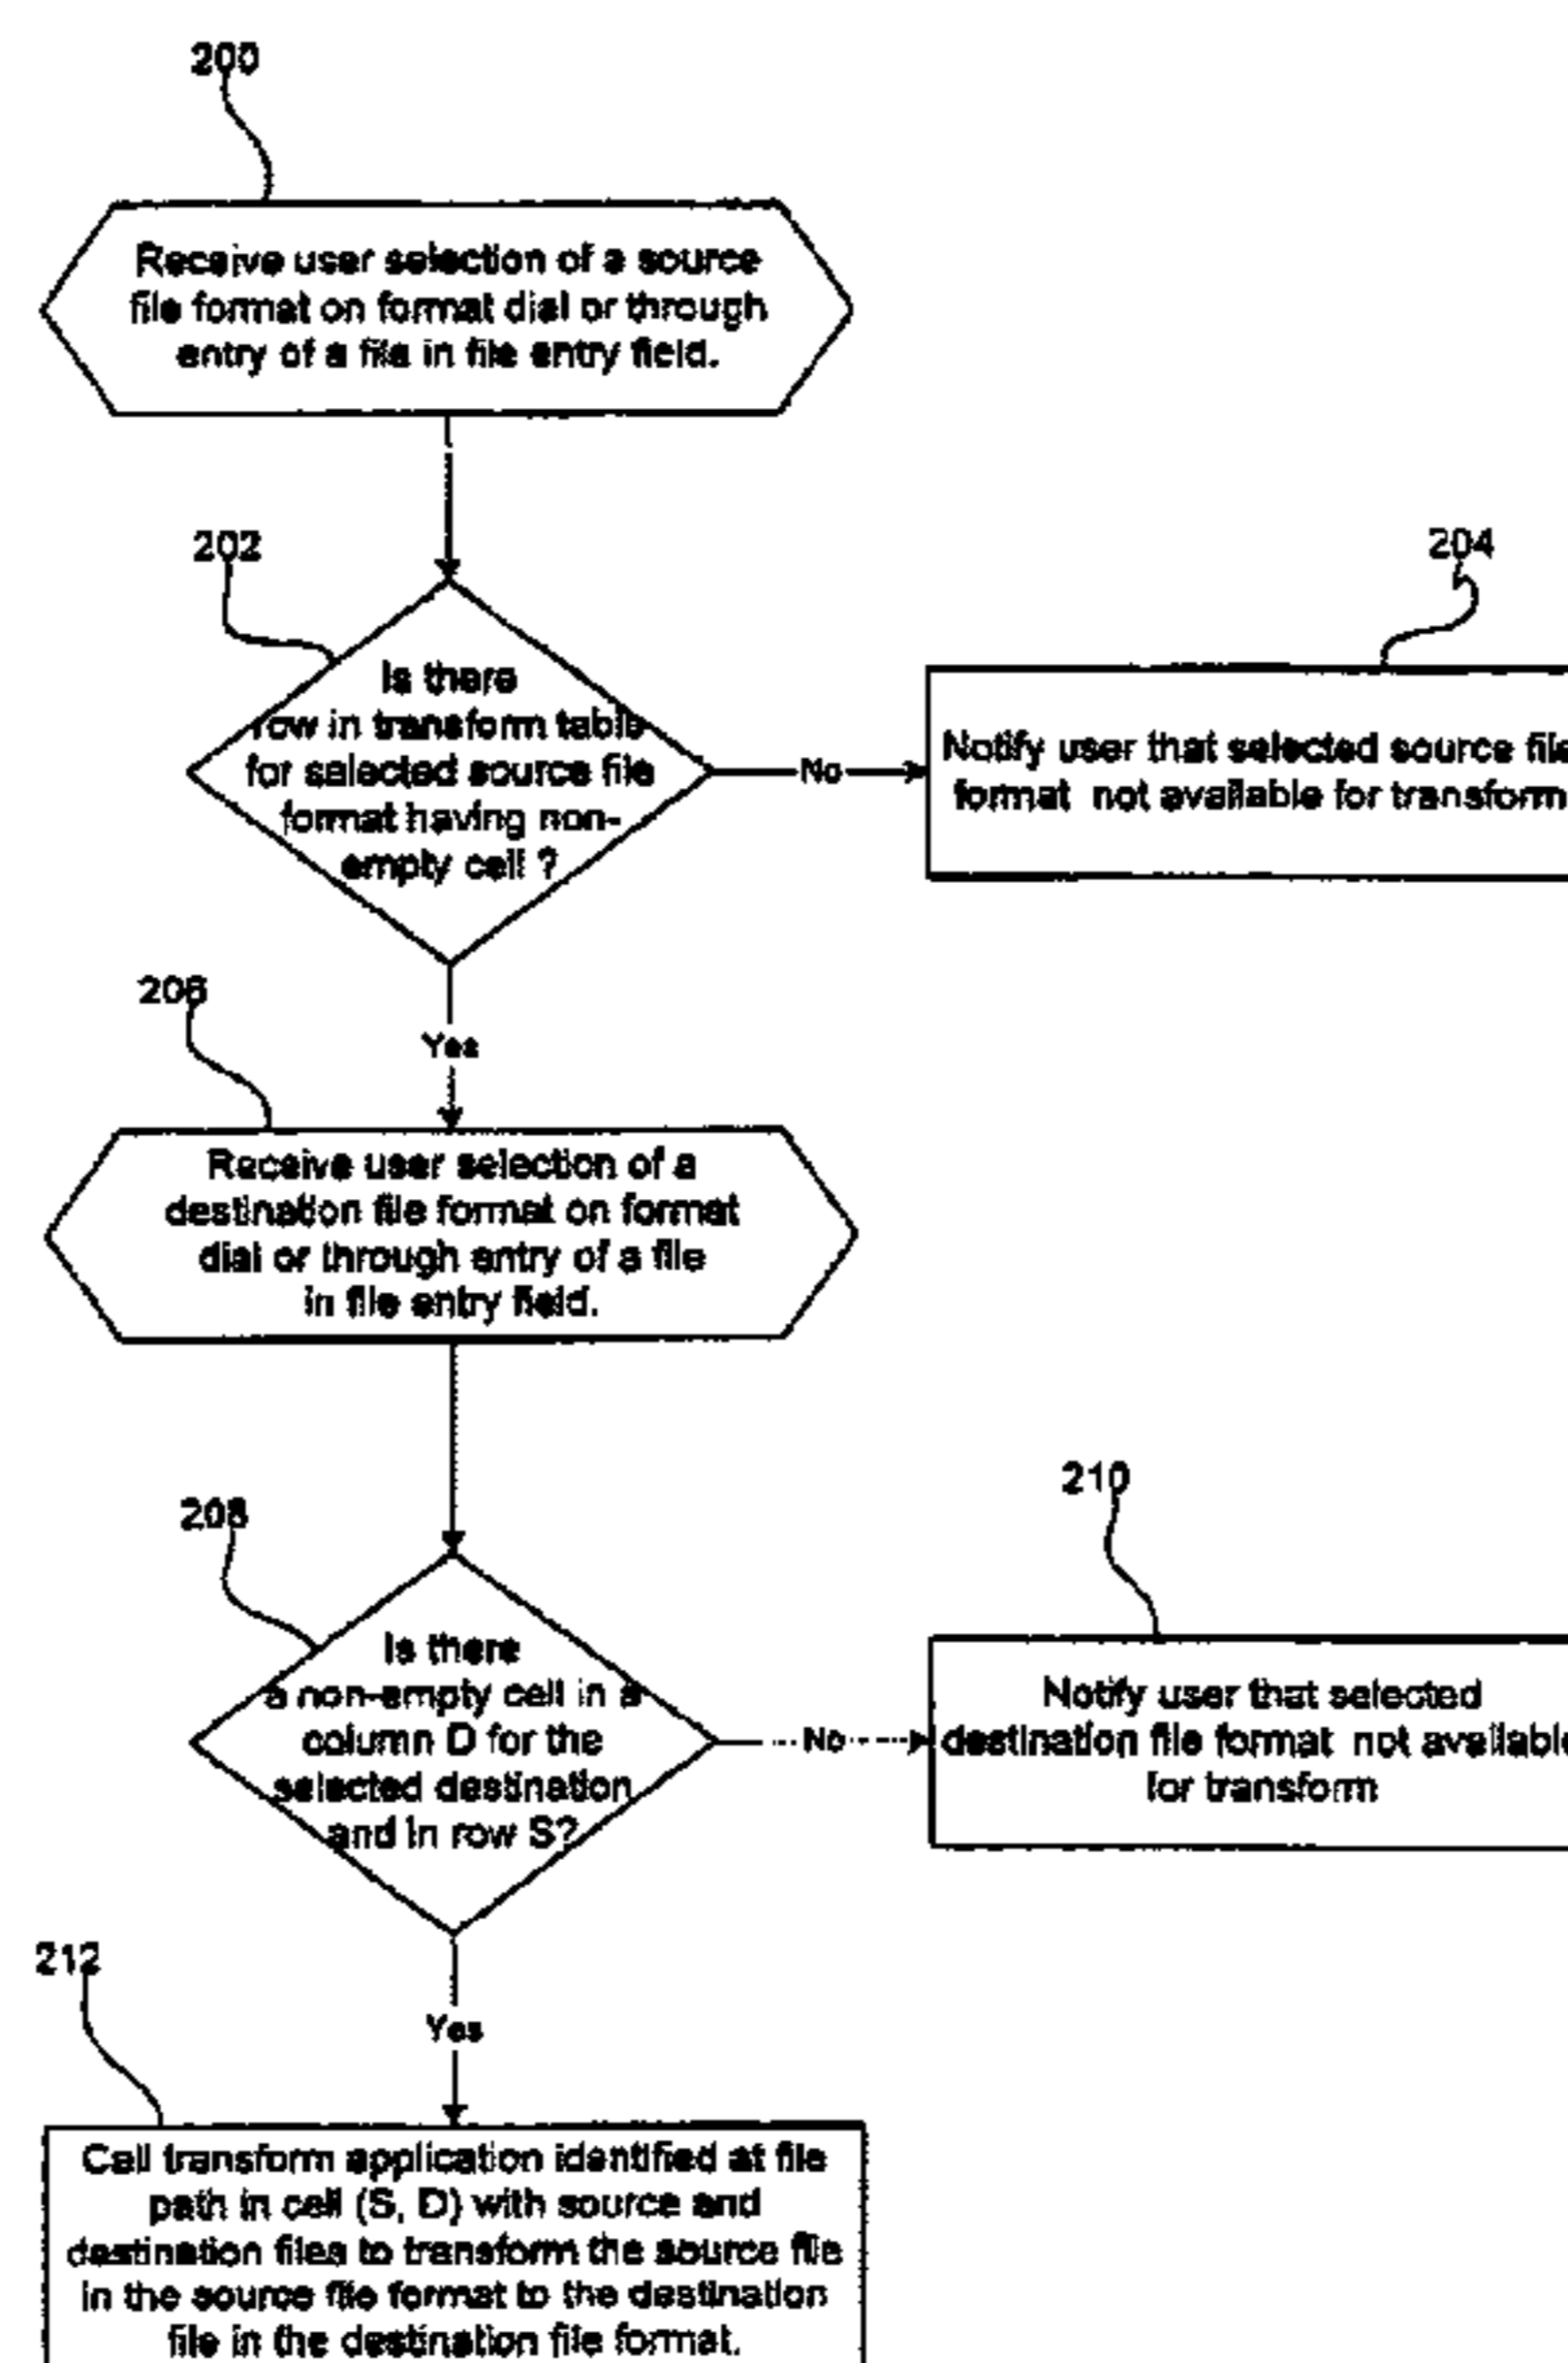 200
Receive user selection of a source
file format on format dial or through
entry of a file in file entry field.
202
Is there
row in transform table
for selected source file
format having non-
empty cell ?
No
204
Notify user that selected source file
format not available for transform
Yes
206
Receive user selection of a
destination file format on format
dial or through entry of a file
in file entry field.
208
Is there
a non-empty cell in a
column D for the
selected destination
and in row S?
No
210
Notify user that selected
destination file format not available
for transform
Yes
212
Call transform application identified at file
path in cell (S, D) with source and
destination files to transform the source file
in the source file format to the destination
file in the destination file format.